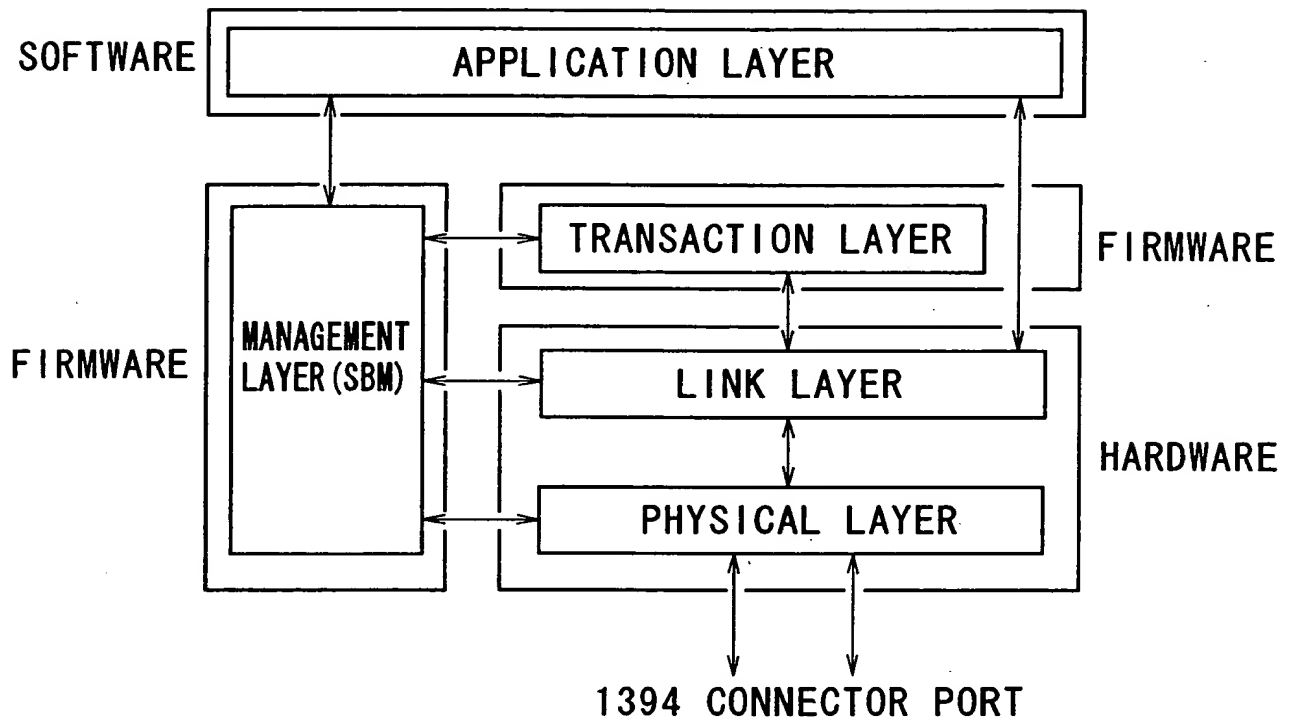 SOFTWARE
APPLICATION LAYER
TRANSACTION LAYER
FIRMWARE
MANAGEMENT
LAYER(SBM)
FIRMWARE
LINK LAYER
HARDWARE
PHYSICAL LAYER
1394 CONNECTOR PORT